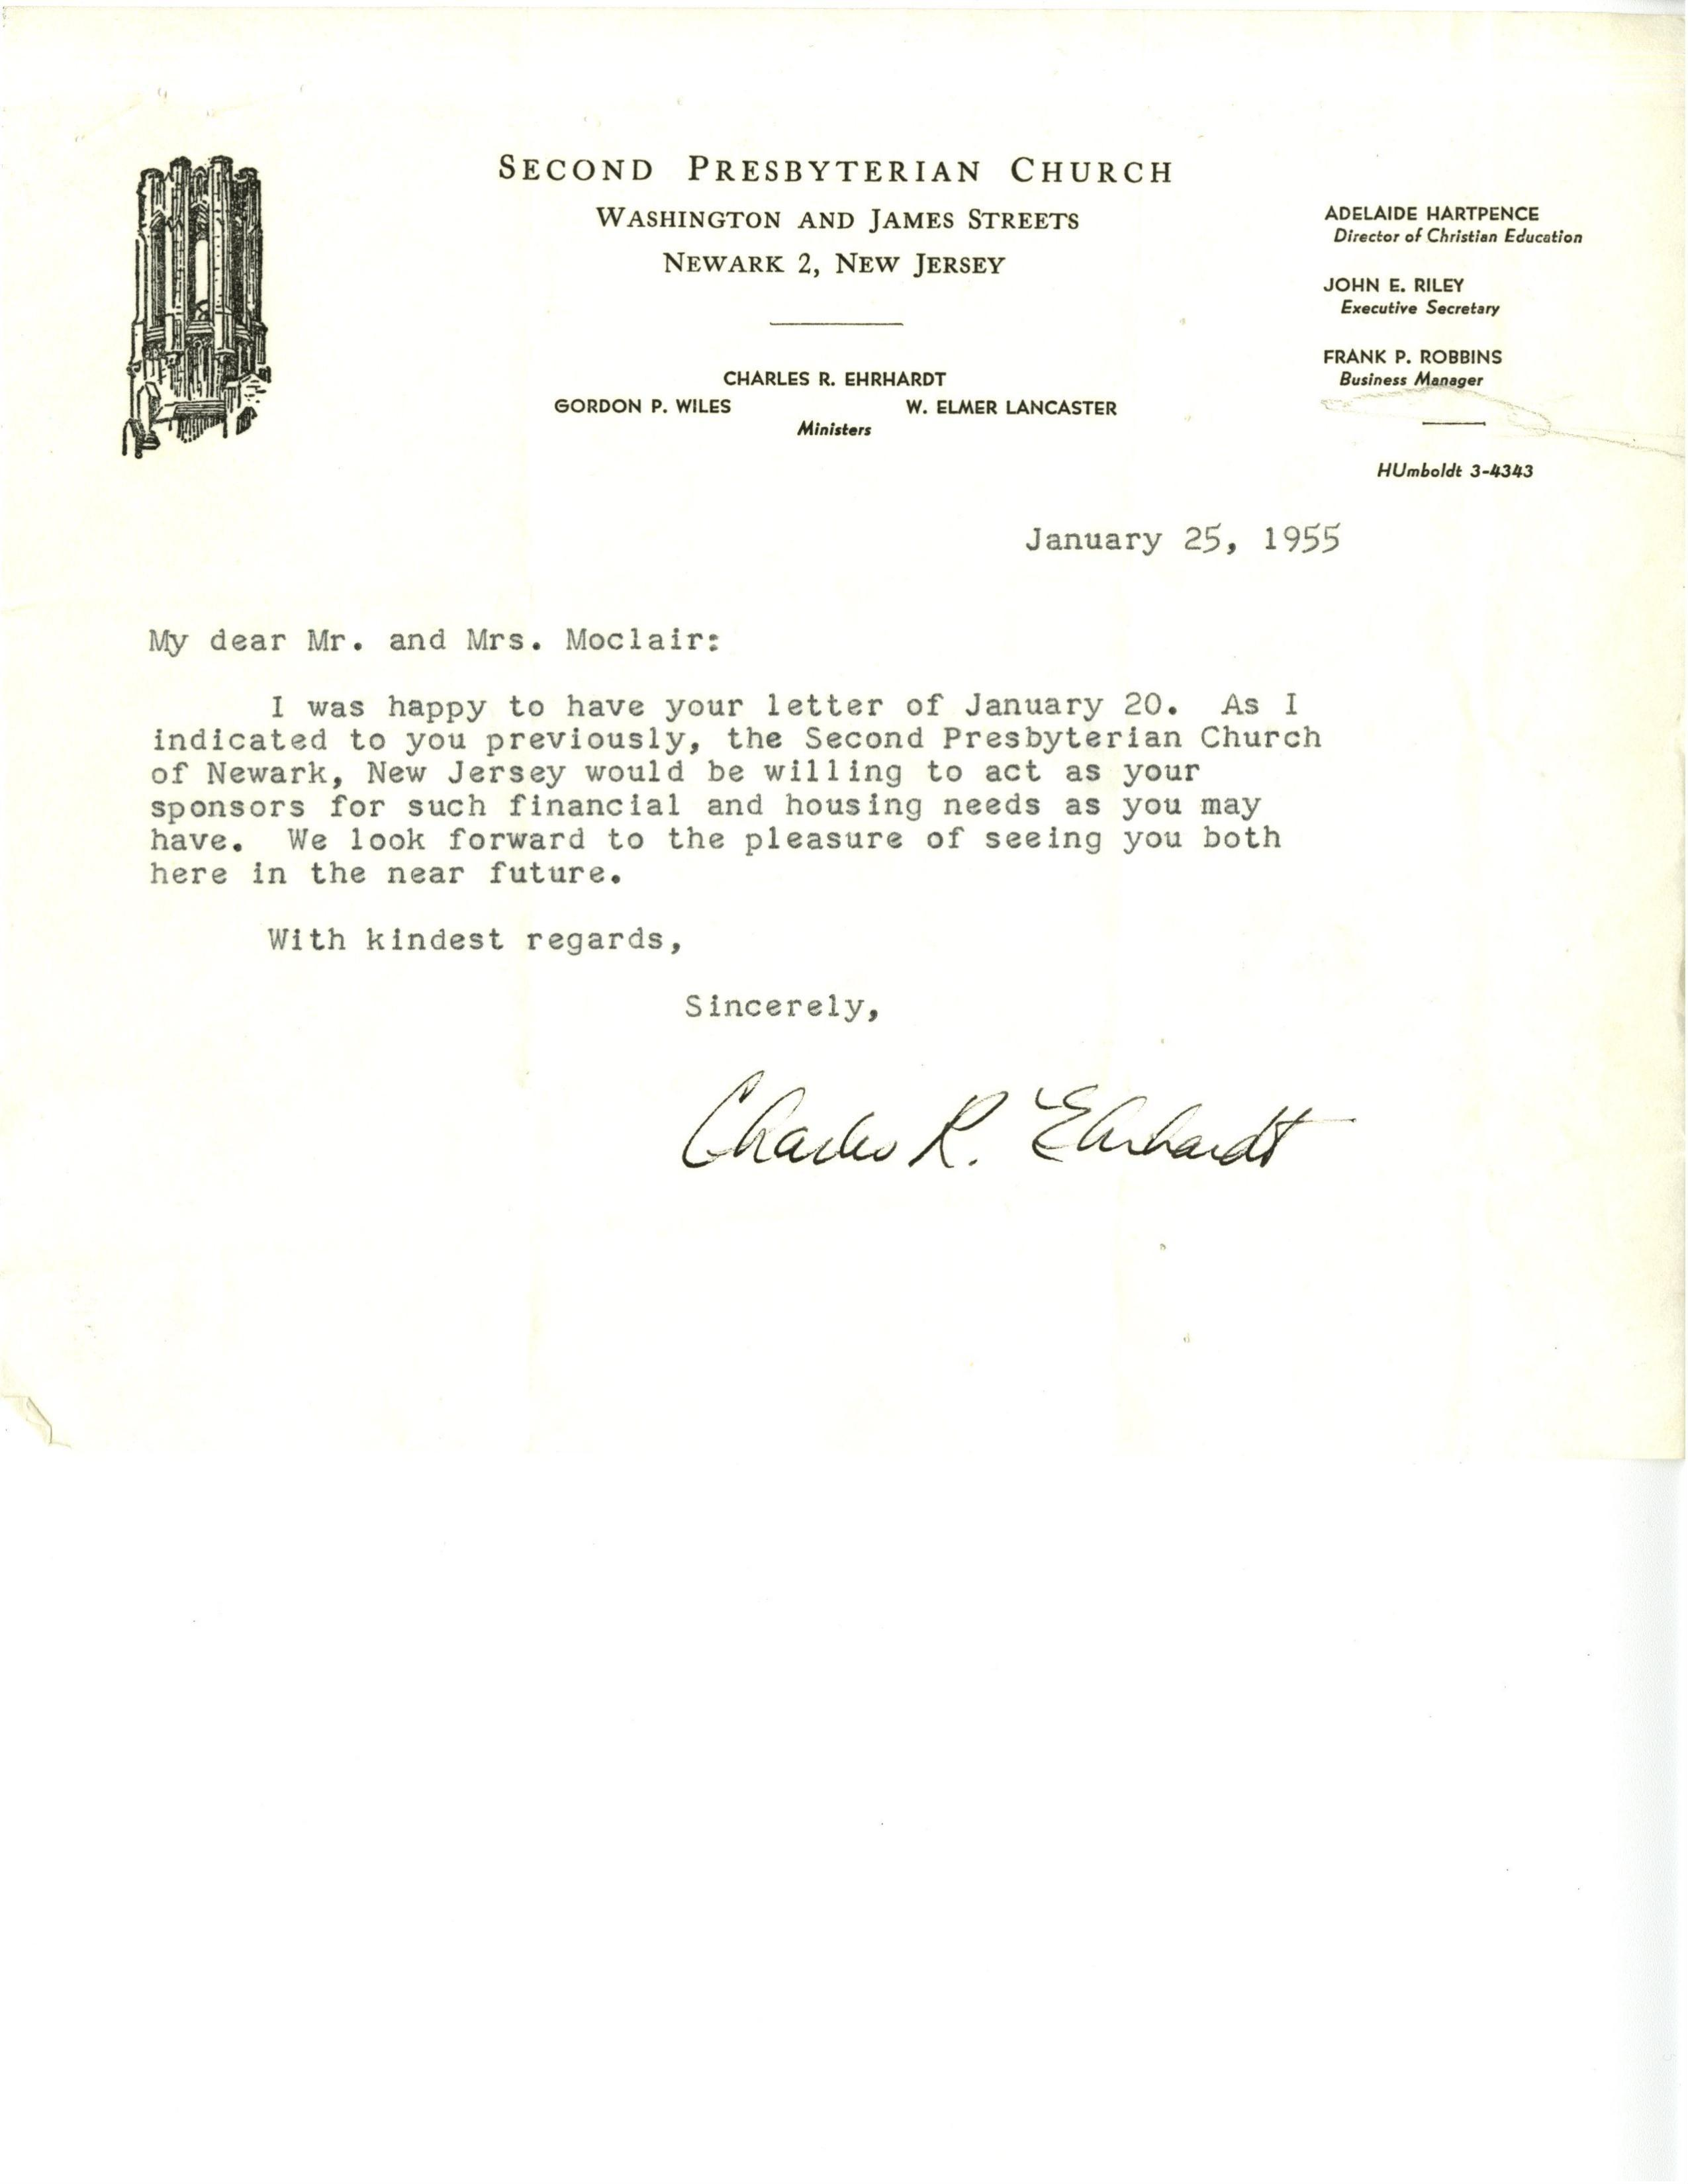 SECOND PRESBYTERIAN CHURCH
WASHINGTON AND JAMES STREETS
NEWARK 2, NEW JERSEY
CHARLES R. EHRHARDT
GORDON P. WILES W. ELMER LANCASTER
Ministers
ADELAIDE HARTPENCE
Director of Christian Education
JOHN E. RILEY
Executive Secretary
FRANK P. ROBBINS
Business Manager
HUmboldt 3-4343
January 25, 1955
My dear Mr. and Mrs. Moclair:
I was happy to have your letter of January 20. As I
indicated to you previously, the Second Presbyterian Church
of Newark, New Jersey would be willing to act as your
sponsors for such financial and housing needs as you may
have. We look forward to the pleasure of seeing you both
here in the near future.
With kindest regards,
Sincerely,
Charles R. Ehrhardt